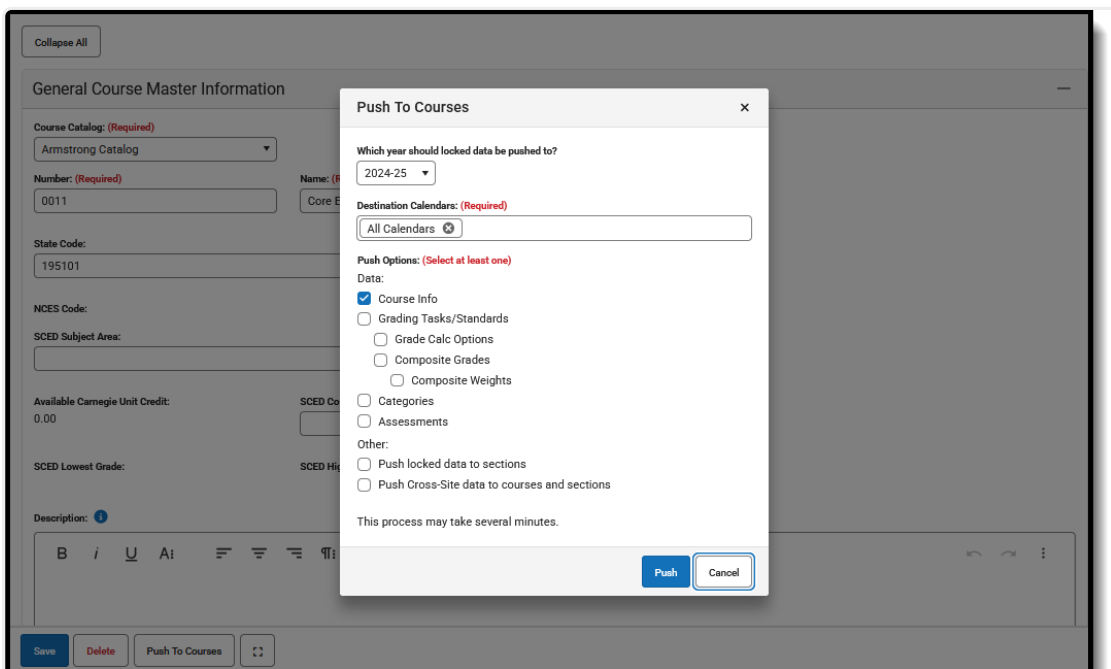 Collapse All
General Course Master Information
Course Catalog: (Required)
Armstrong Catalog
Number: (Required)
0011
Name:
Core
State Code:
195101
NCES Code:
SCED Subject Area:
Available Carnegie Unit Credit:
0.00
SCED
SCED Lowest Grade:
SCED
Description:
B i U A
Save
Delete
Push To Courses
Push To Courses
Which year should locked data be pushed to?
2024-25
Destination Calendars: (Required)
All Calendars
Push Options: (Select at least one)
Data:
Course Info
Grading Tasks/Standards
Grade Calc Options
Composite Grades
Composite Weights
Categories
Assessments
Other:
Push locked data to sections
Push Cross-Site data to courses and sections
This process may take several minutes.
Push
Cancel